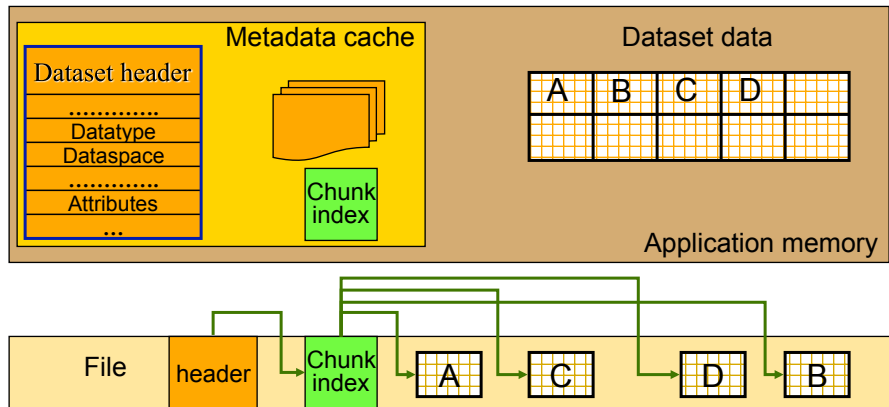 Metadata cache
Dataset data
Dataset header
.............
Datatype
Dataspace
.............
Attributes
...
Chunk
index
A B C D
Application memory
File
header
Chunk
index
A
C
D
B